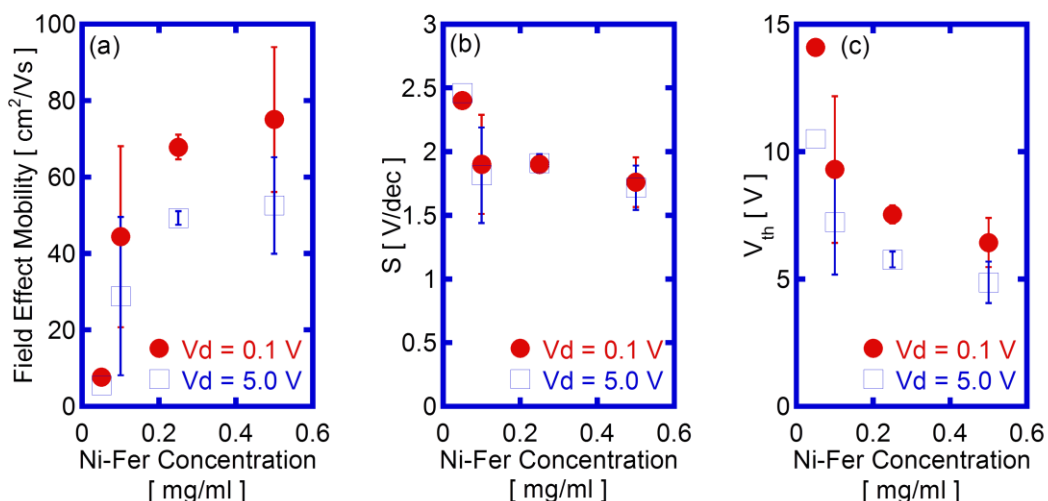 (a)
100
80
60
40
20
0
Field Effect Mobility [ cm²/Vs ]
Vd = 0.1 V
Vd = 5.0 V
0 0.2 0.4 0.6
Ni-Fer Concentration
[ mg/ml ]
(b)
3
2.5
2
1.5
1
0.5
0
S [ V/dec ]
Vd = 0.1 V
Vd = 5.0 V
0 0.2 0.4 0.6
Ni-Fer Concentration
[ mg/ml ]
(c)
15
10
5
0
Vth [ V ]
Vd = 0.1 V
Vd = 5.0 V
0 0.2 0.4 0.6
Ni-Fer Concentration
[ mg/ml ]